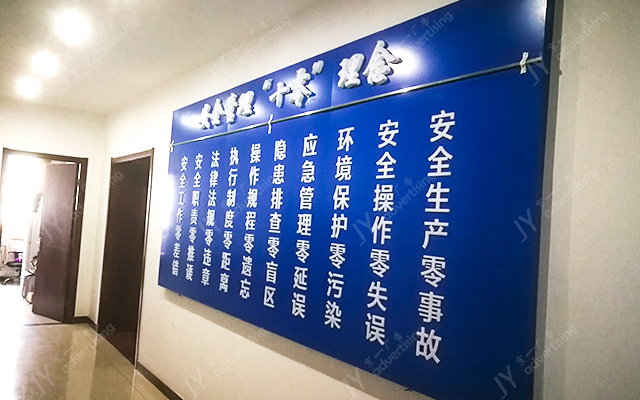 安全管理“十零”理念
安全生产零事故
安全操作零失误
环境保护零污染
应急管理零延误
隐患排查零盲区
操作规程零遗忘
执行制度零距离
法律法规零违章
安全职责零推诿
安全工作零差错
JY
advertising